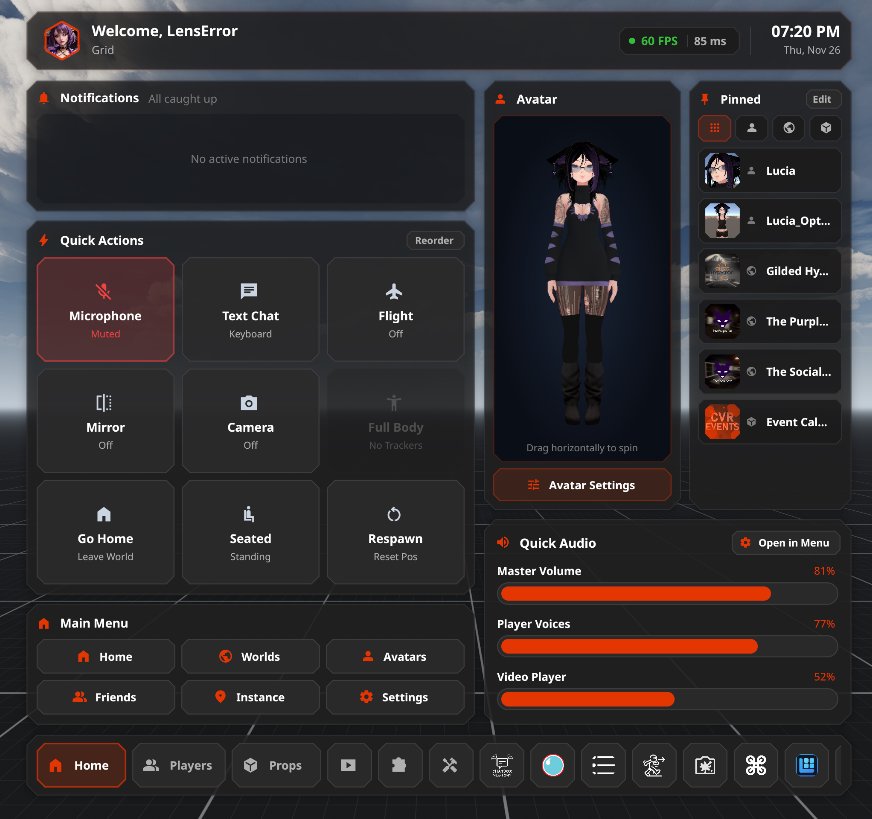 Welcome, LensError
Grid
60 FPS
85 ms
07:20 PM
Thu, Nov 26
Notifications
All caught up
No active notifications
Quick Actions
Reorder
Microphone
Muted
Text Chat
Keyboard
Flight
Off
Mirror
Off
Camera
Off
Full Body
No Trackers
Go Home
Leave World
Seated
Standing
Respawn
Reset Pos
Main Menu
Home
Worlds
Avatars
Friends
Instance
Settings
Avatar
Drag horizontally to spin
Avatar Settings
Pinned
Edit
Lucia
Lucia_Opt...
Gilded Hy...
The Purpl...
The Social...
CVR
EVENTS
Event Cal...
Quick Audio
Open in Menu
Master Volume
81%
Player Voices
77%
Video Player
52%
Home
Players
Props